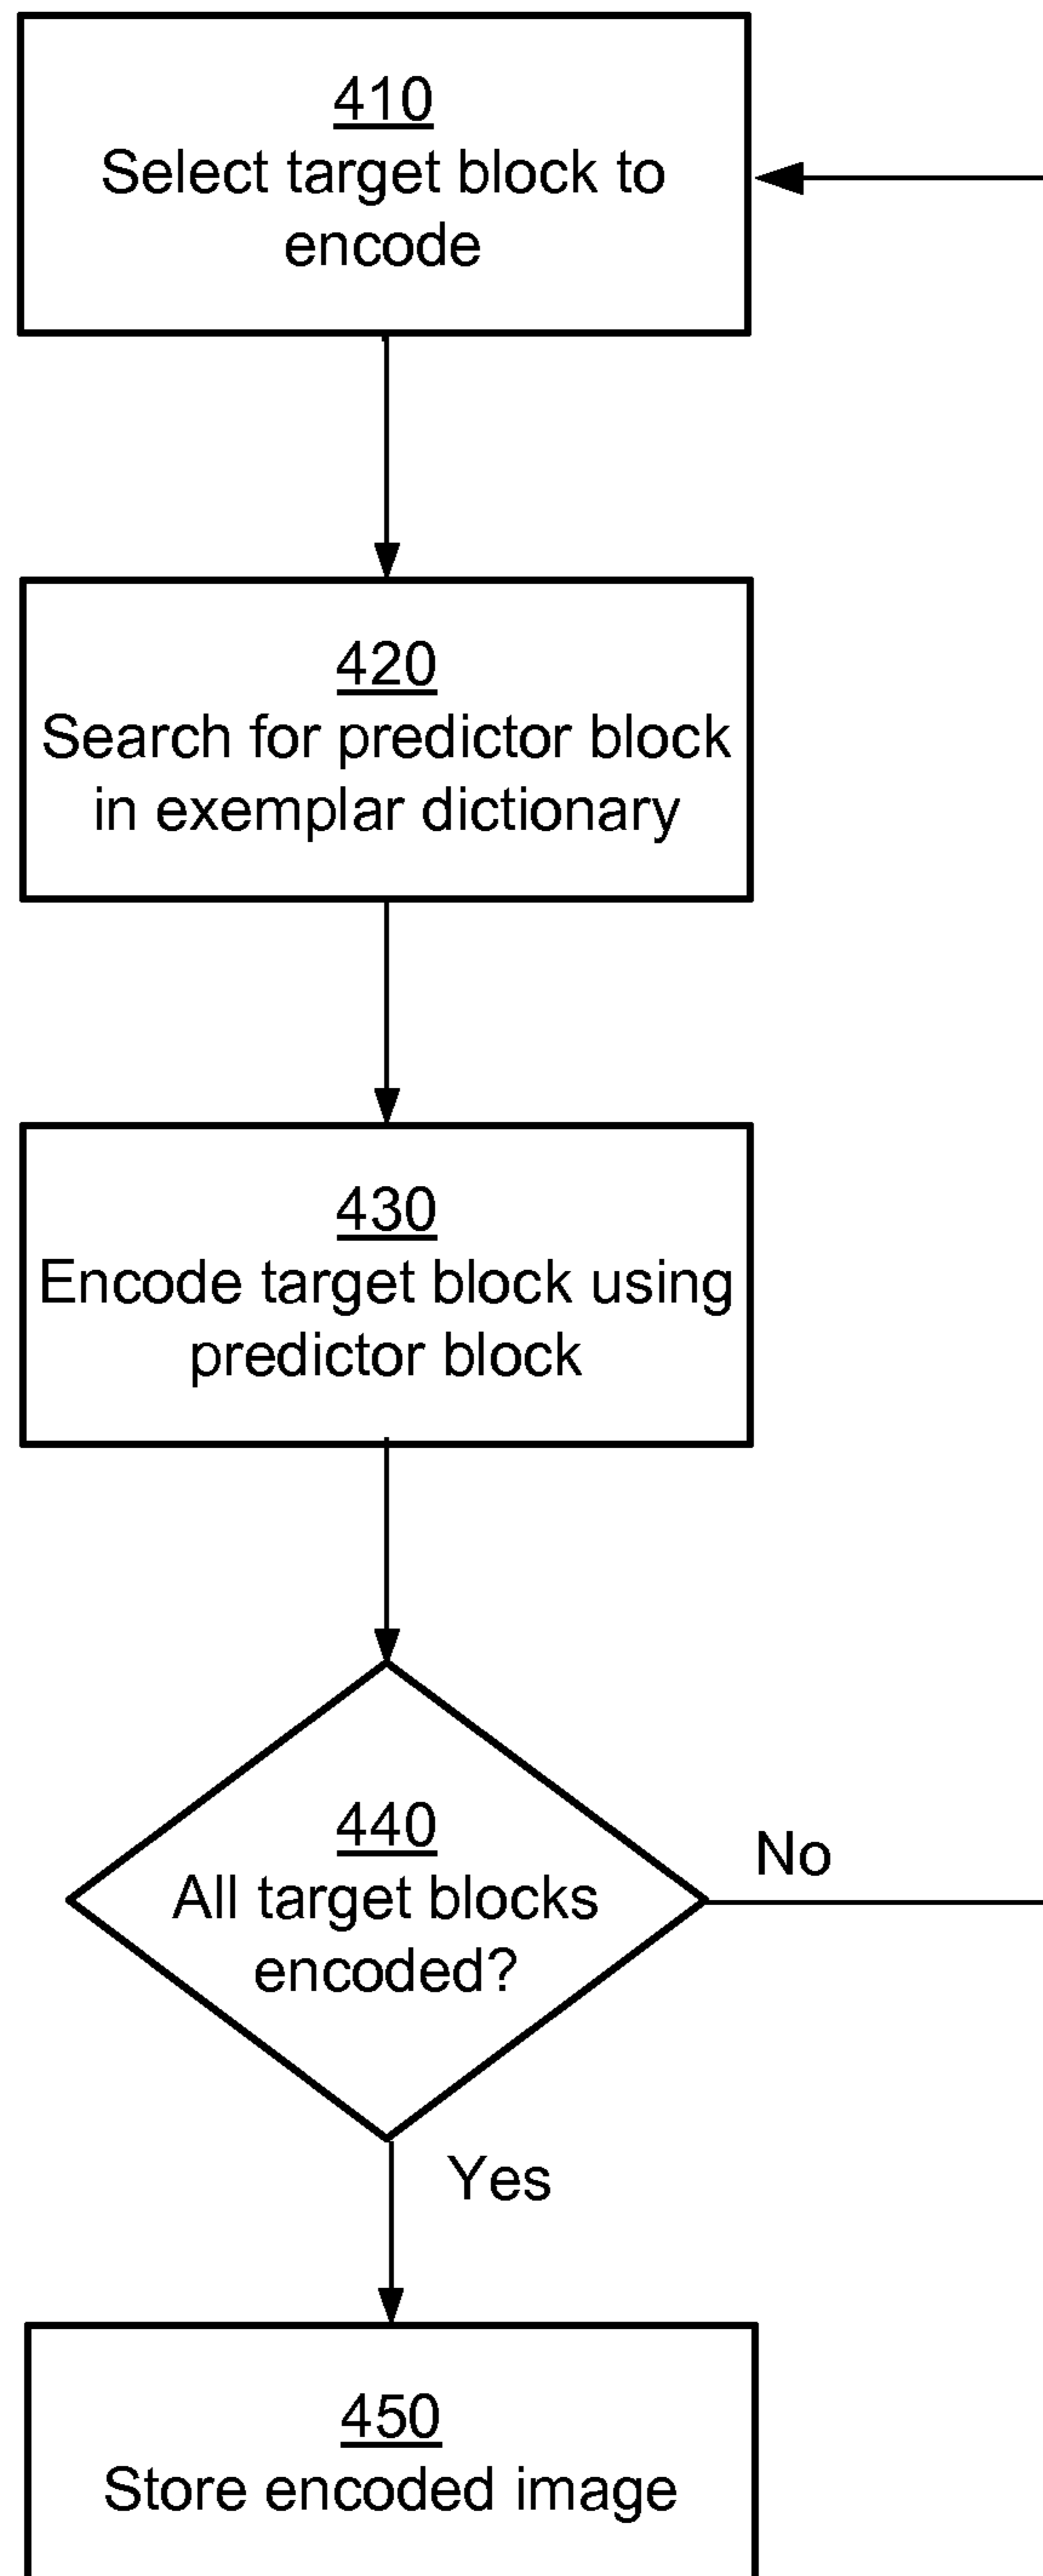 410
Select target block to
encode
420
Search for predictor block
in exemplar dictionary
430
Encode target block using
predictor block
440
All target blocks
encoded?
No
Yes
450
Store encoded image